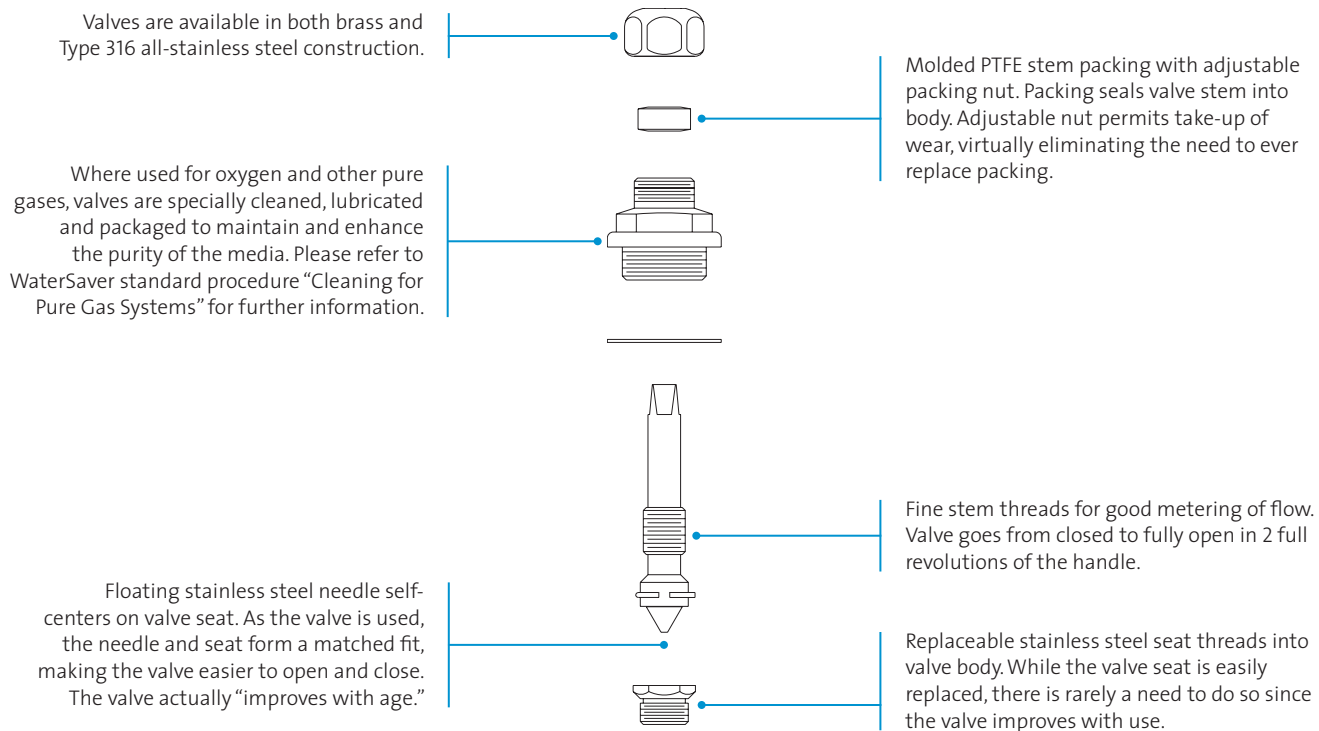 Valves are available in both brass and
Type 316 all-stainless steel construction.
Molded PTFE stem packing with adjustable
packing nut. Packing seals valve stem into
body. Adjustable nut permits take-up of
wear, virtually eliminating the need to ever
replace packing.
Where used for oxygen and other pure
gases, valves are specially cleaned, lubricated
and packaged to maintain and enhance
the purity of the media. Please refer to
WaterSaver standard procedure “Cleaning for
Pure Gas Systems” for further information.
Fine stem threads for good metering of flow.
Valve goes from closed to fully open in 2 full
revolutions of the handle.
Floating stainless steel needle self-
centers on valve seat. As the valve is used,
the needle and seat form a matched fit,
making the valve easier to open and close.
The valve actually “improves with age.”
Replaceable stainless steel seat threads into
valve body. While the valve seat is easily
replaced, there is rarely a need to do so since
the valve improves with use.